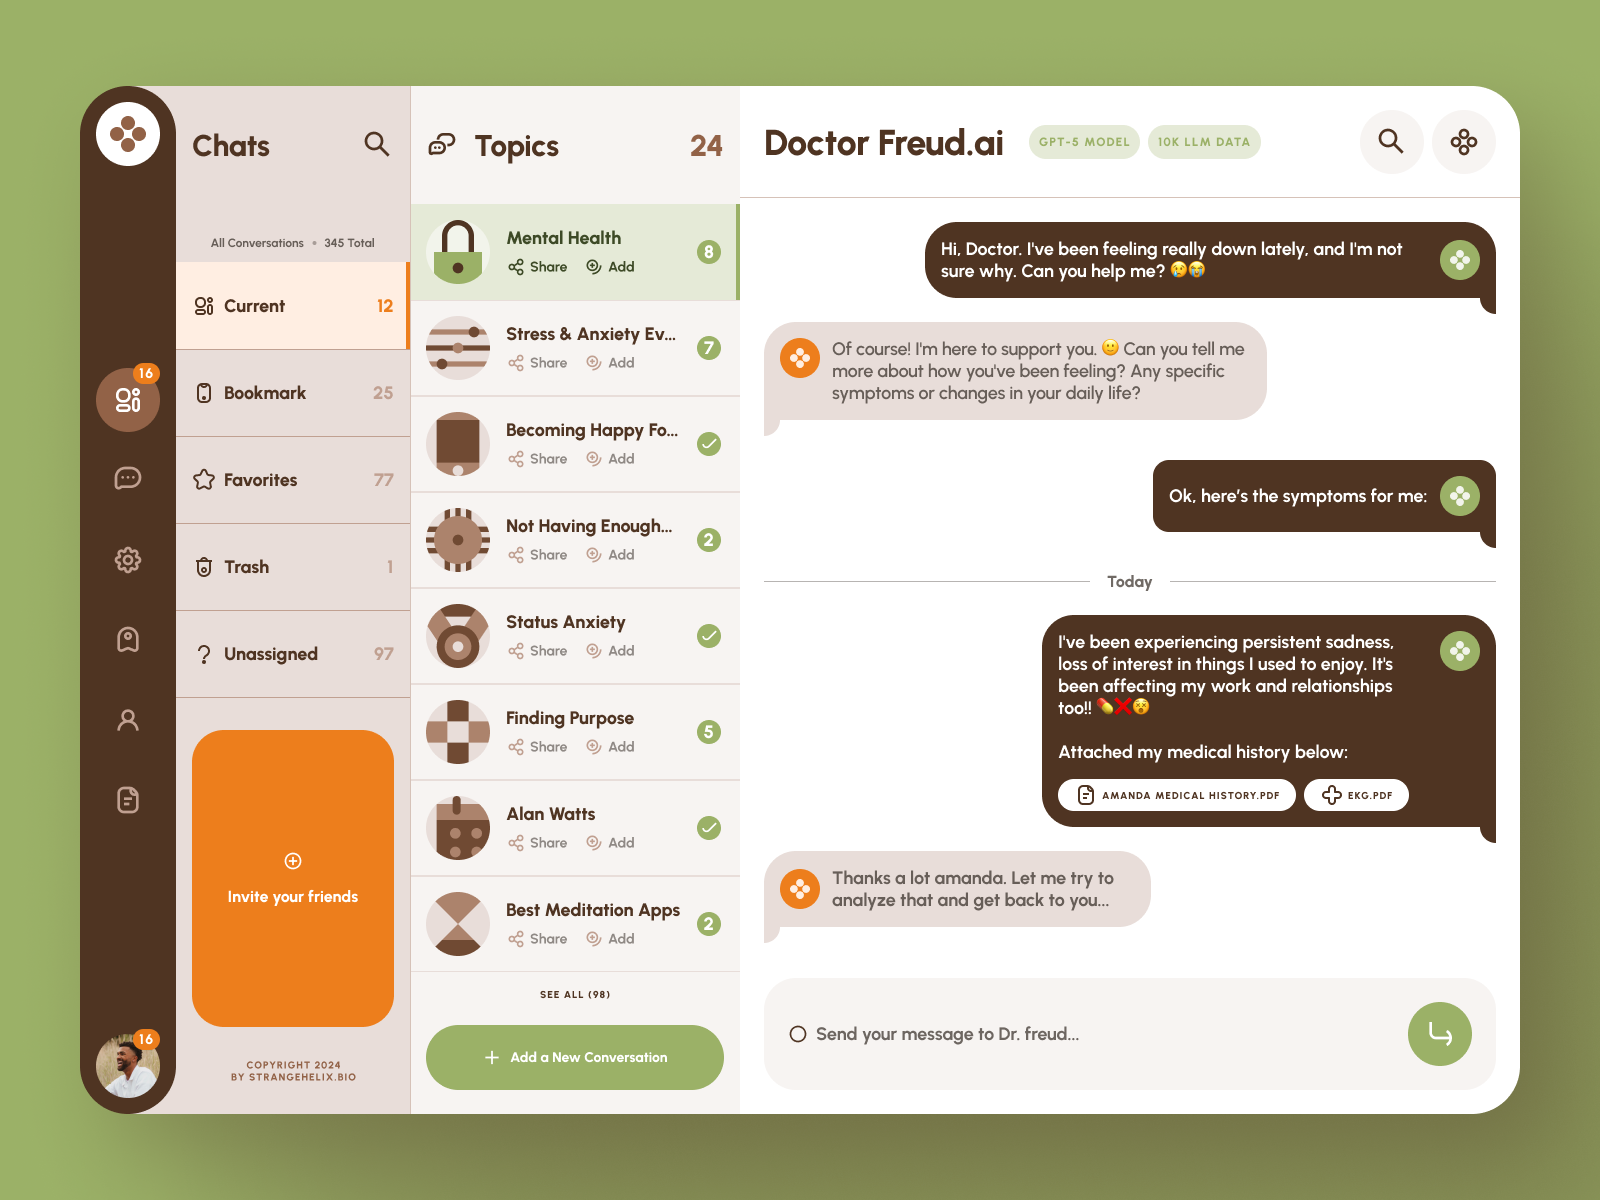 16
16
Chats
All Conversations • 345 Total
Current 12
Bookmark 25
Favorites 77
Trash 1
Unassigned 97
Invite your friends
COPYRIGHT 2024
BY STRANGEHELIX.BIO
Topics 24
Mental Health
Share Add
8
Stress & Anxiety Ev...
Share Add
7
Becoming Happy Fo...
Share Add
Not Having Enough...
Share Add
2
Status Anxiety
Share Add
Finding Purpose
Share Add
5
Alan Watts
Share Add
Best Meditation Apps
Share Add
2
SEE ALL (98)
Add a New Conversation
Doctor Freud.ai
GPT-5 MODEL
10K LLM DATA
Hi, Doctor. I've been feeling really down lately, and I'm not
sure why. Can you help me? 😢😭
Of course! I'm here to support you. 🙂 Can you tell me
more about how you've been feeling? Any specific
symptoms or changes in your daily life?
Ok, here's the symptoms for me:
Today
I've been experiencing persistent sadness,
loss of interest in things I used to enjoy. It's
been affecting my work and relationships
too!! 💊❌😵
Attached my medical history below:
AMANDA MEDICAL HISTORY.PDF
EKG.PDF
Thanks a lot amanda. Let me try to
analyze that and get back to you...
Send your message to Dr. freud...